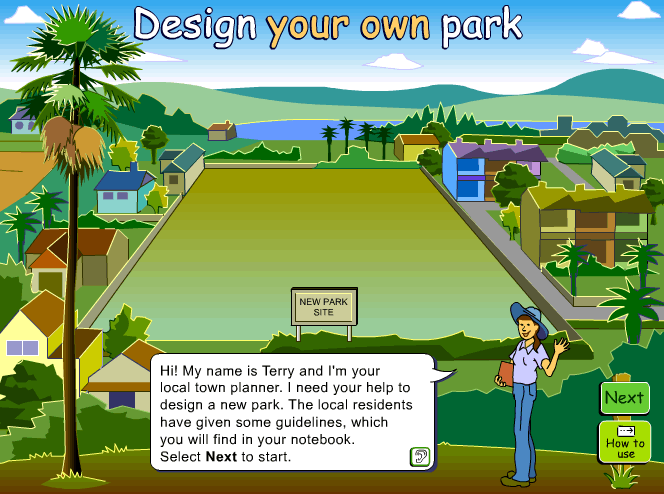 Design your own park
NEW PARK
SITE
Hi! My name is Terry and I'm your
local town planner. I need your help to
design a new park. The local residents
have given some guidelines, which
you will find in your notebook.
Select Next to start.
Next
How to
use